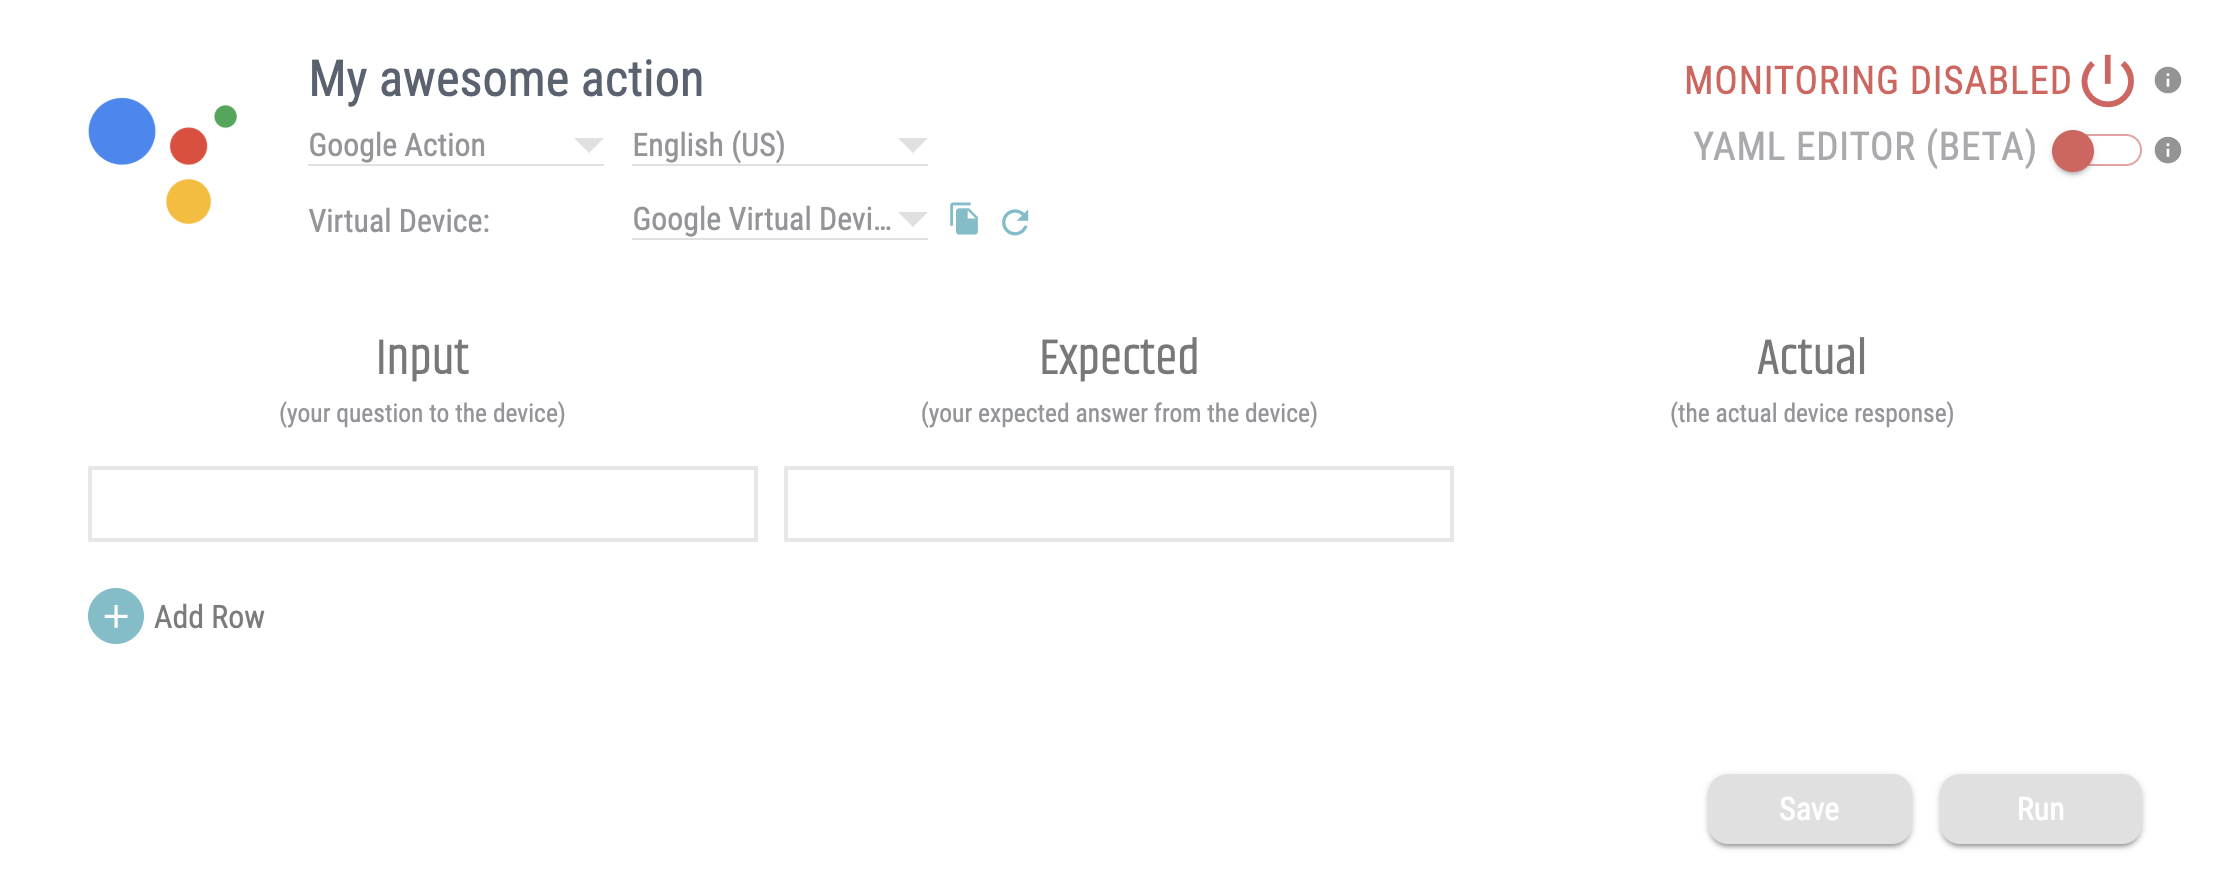 My awesome action
MONITORING DISABLED
Google Action
English (US)
YAML EDITOR (BETA)
Virtual Device:
Google Virtual Devi...
Input
Expected
Actual
(your question to the device)
(your expected answer from the device)
(the actual device response)
Add Row
Save
Run